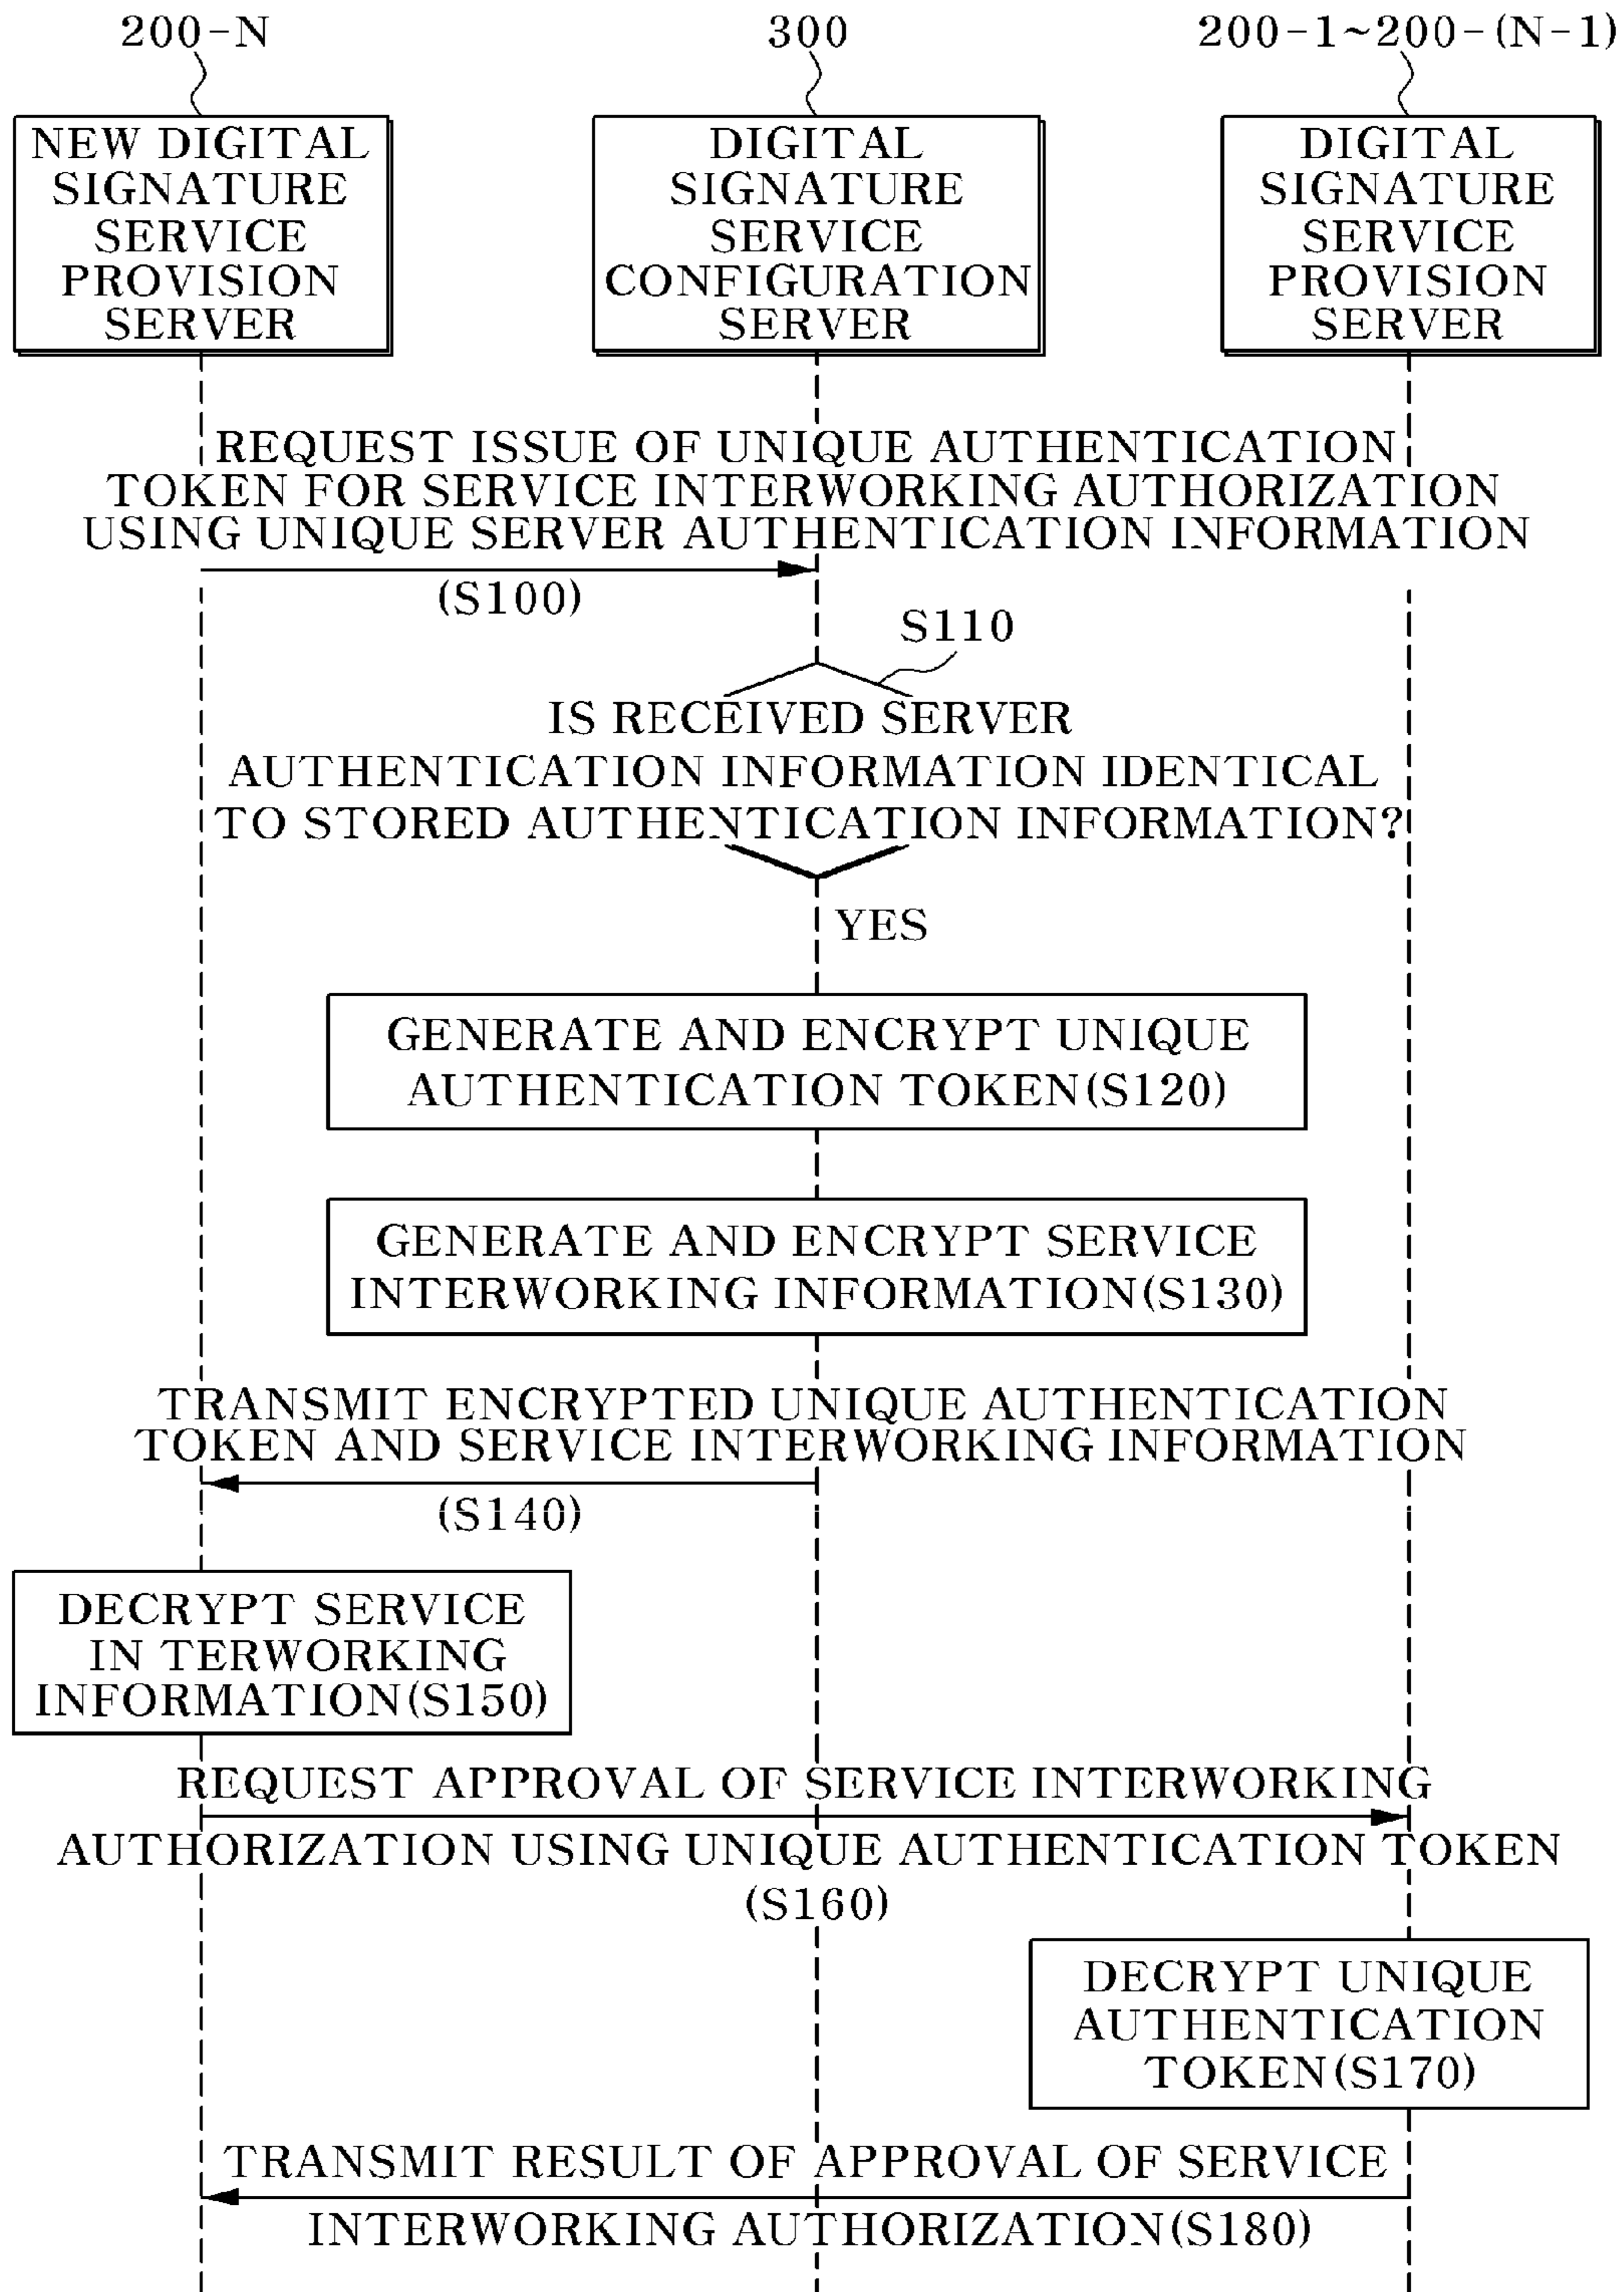 200-N
300
200-1~200-(N-1)
NEW DIGITAL
SIGNATURE
SERVICE
PROVISION
SERVER
DIGITAL
SIGNATURE
SERVICE
CONFIGURATION
SERVER
DIGITAL
SIGNATURE
SERVICE
PROVISION
SERVER
REQUEST ISSUE OF UNIQUE AUTHENTICATION
TOKEN FOR SERVICE INTERWORKING AUTHORIZATION
USING UNIQUE SERVER AUTHENTICATION INFORMATION
(S100)
S110
IS RECEIVED SERVER
AUTHENTICATION INFORMATION IDENTICAL
TO STORED AUTHENTICATION INFORMATION?
YES
GENERATE AND ENCRYPT UNIQUE
AUTHENTICATION TOKEN(S120)
GENERATE AND ENCRYPT SERVICE
INTERWORKING INFORMATION(S130)
TRANSMIT ENCRYPTED UNIQUE AUTHENTICATION
TOKEN AND SERVICE INTERWORKING INFORMATION
(S140)
DECRYPT SERVICE
IN TERWORKING
INFORMATION(S150)
REQUEST APPROVAL OF SERVICE INTERWORKING
AUTHORIZATION USING UNIQUE AUTHENTICATION TOKEN
(S160)
DECRYPT UNIQUE
AUTHENTICATION
TOKEN(S170)
TRANSMIT RESULT OF APPROVAL OF SERVICE
INTERWORKING AUTHORIZATION(S180)